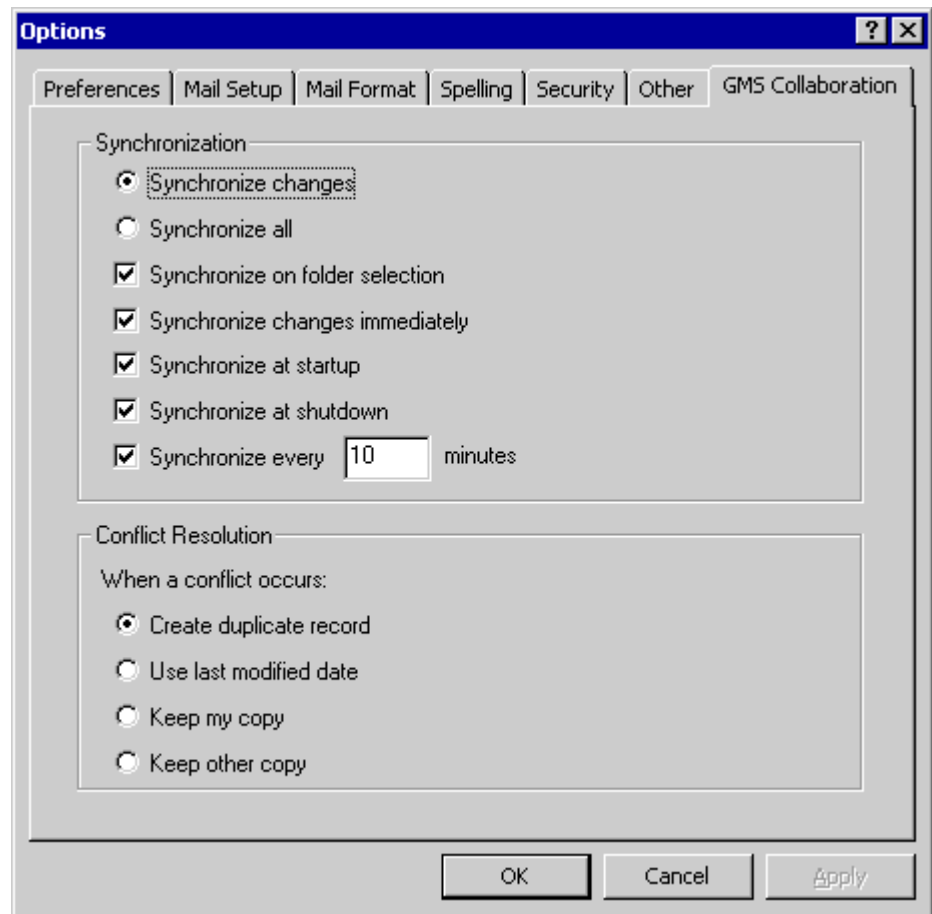 Options
Preferences Mail Setup Mail Format Spelling Security Other GMS Collaboration
Synchronization
Synchronize changes
Synchronize all
Synchronize on folder selection
Synchronize changes immediately
Synchronize at startup
Synchronize at shutdown
Synchronize every 10 minutes
Conflict Resolution
When a conflict occurs:
Create duplicate record
Use last modified date
Keep my copy
Keep other copy
OK Cancel Apply